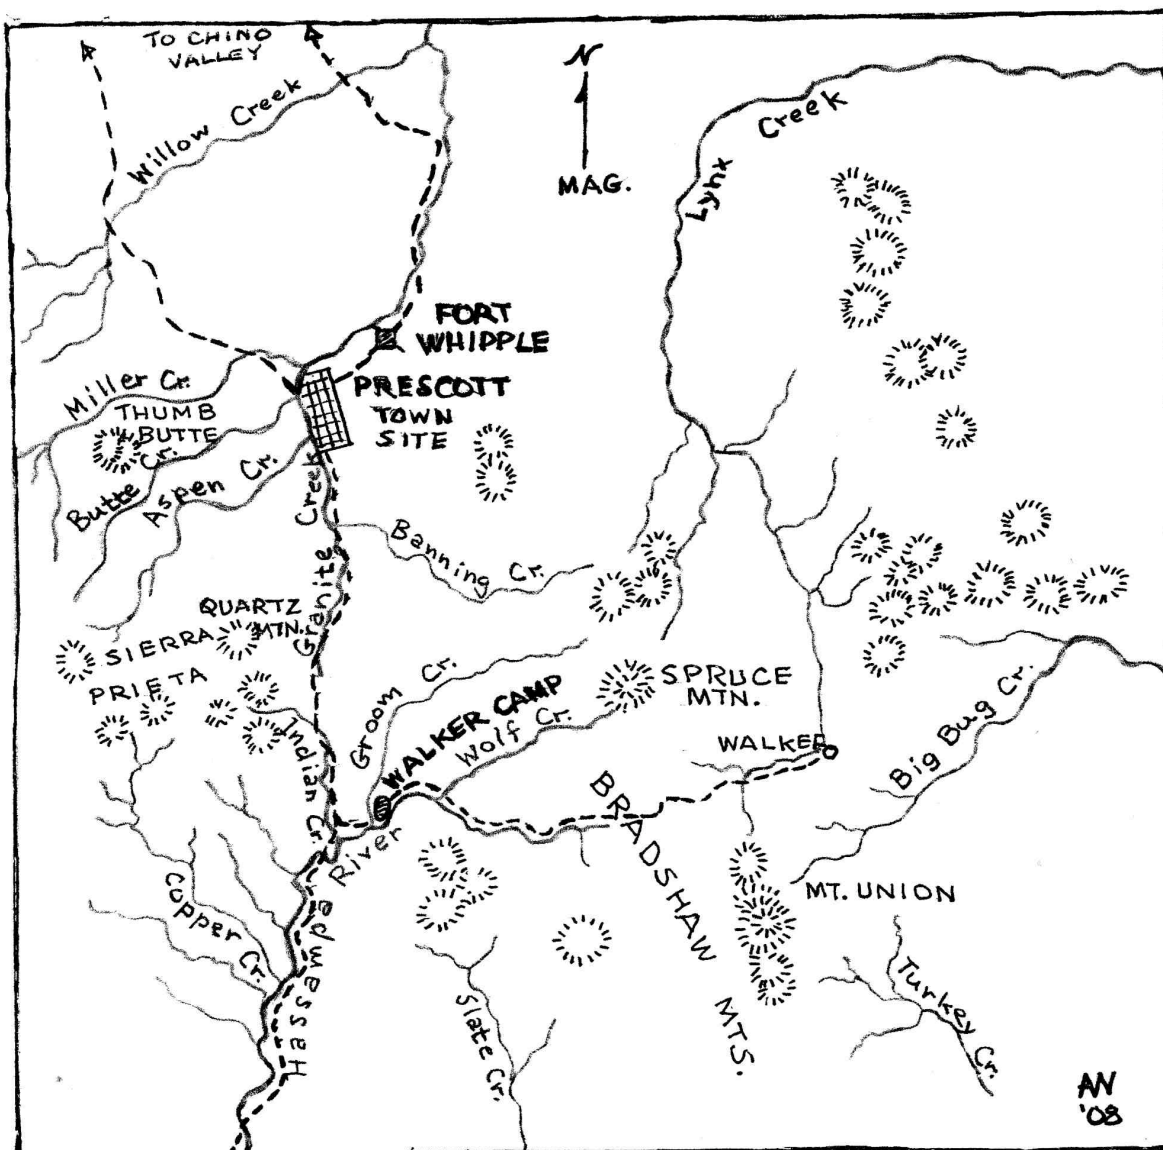 TO CHINO
VALLEY
N
MAG.
Willow Creek
Lynx Creek
FORT
WHIPPLE
PRESCOTT
TOWN
SITE
Miller Cr.
THUMB
BUTTE
Butte Cr.
Aspen Cr.
Granite Creek
Banning Cr.
QUARTZ
MTN.
SIERRA
PRIETA
Indian Cr.
Groom Cr.
WALKER CAMP
Wolf Cr.
SPRUCE
MTN.
WALKER
Big Bug Cr.
BRADSHAW MTS.
MT. UNION
Hassayampa River
Copper Cr.
Slate Cr.
Turkey Cr.
AN
'08